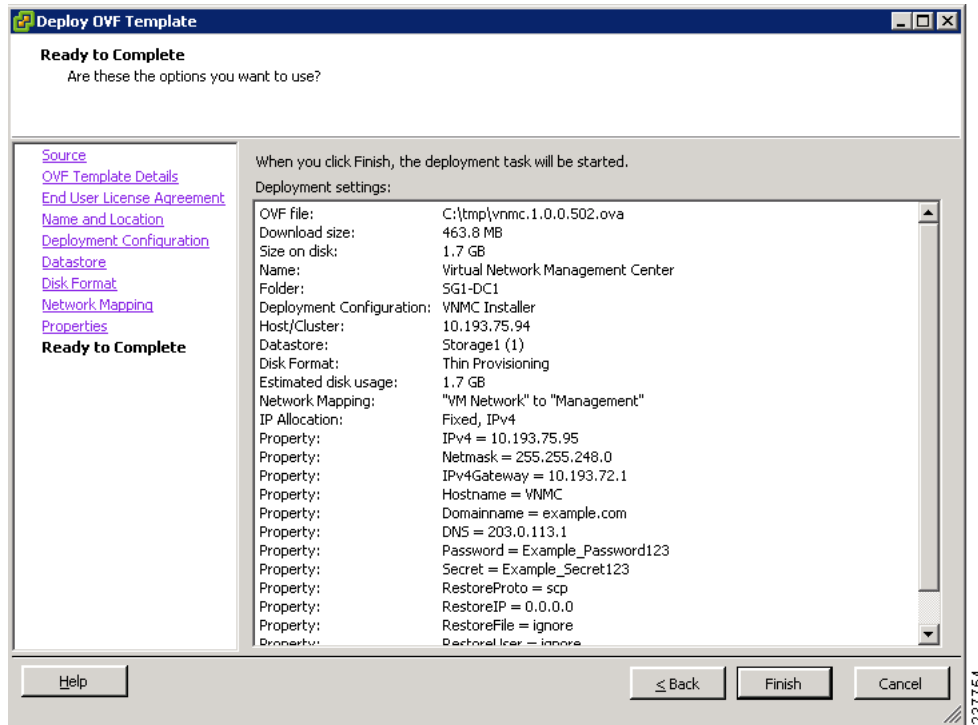 Deploy OVF Template
Ready to Complete
Are these the options you want to use?
Source
OVF Template Details
End User License Agreement
Name and Location
Deployment Configuration
Datastore
Disk Format
Network Mapping
Properties
Ready to Complete
When you click Finish, the deployment task will be started.
Deployment settings:
OVF file: C:\tmp\vnmc.1.0.0.502.ova
Download size: 463.8 MB
Size on disk: 1.7 GB
Name: Virtual Network Management Center
Folder: SG1-DC1
Deployment Configuration: VNMC Installer
Host/Cluster: 10.193.75.94
Datastore: Storage1 (1)
Disk Format: Thin Provisioning
Estimated disk usage: 1.7 GB
Network Mapping: "VM Network" to "Management"
IP Allocation: Fixed, IPv4
Property: IPv4 = 10.193.75.95
Property: Netmask = 255.255.248.0
Property: IPv4Gateway = 10.193.72.1
Property: Hostname = VNMC
Property: Domainname = example.com
Property: DNS = 203.0.113.1
Property: Password = Example_Password123
Property: Secret = Example_Secret123
Property: RestoreProto = scp
Property: RestoreIP = 0.0.0.0
Property: RestoreFile = ignore
Property: RestoreUser = ignore
Help
≤ Back
Finish
Cancel